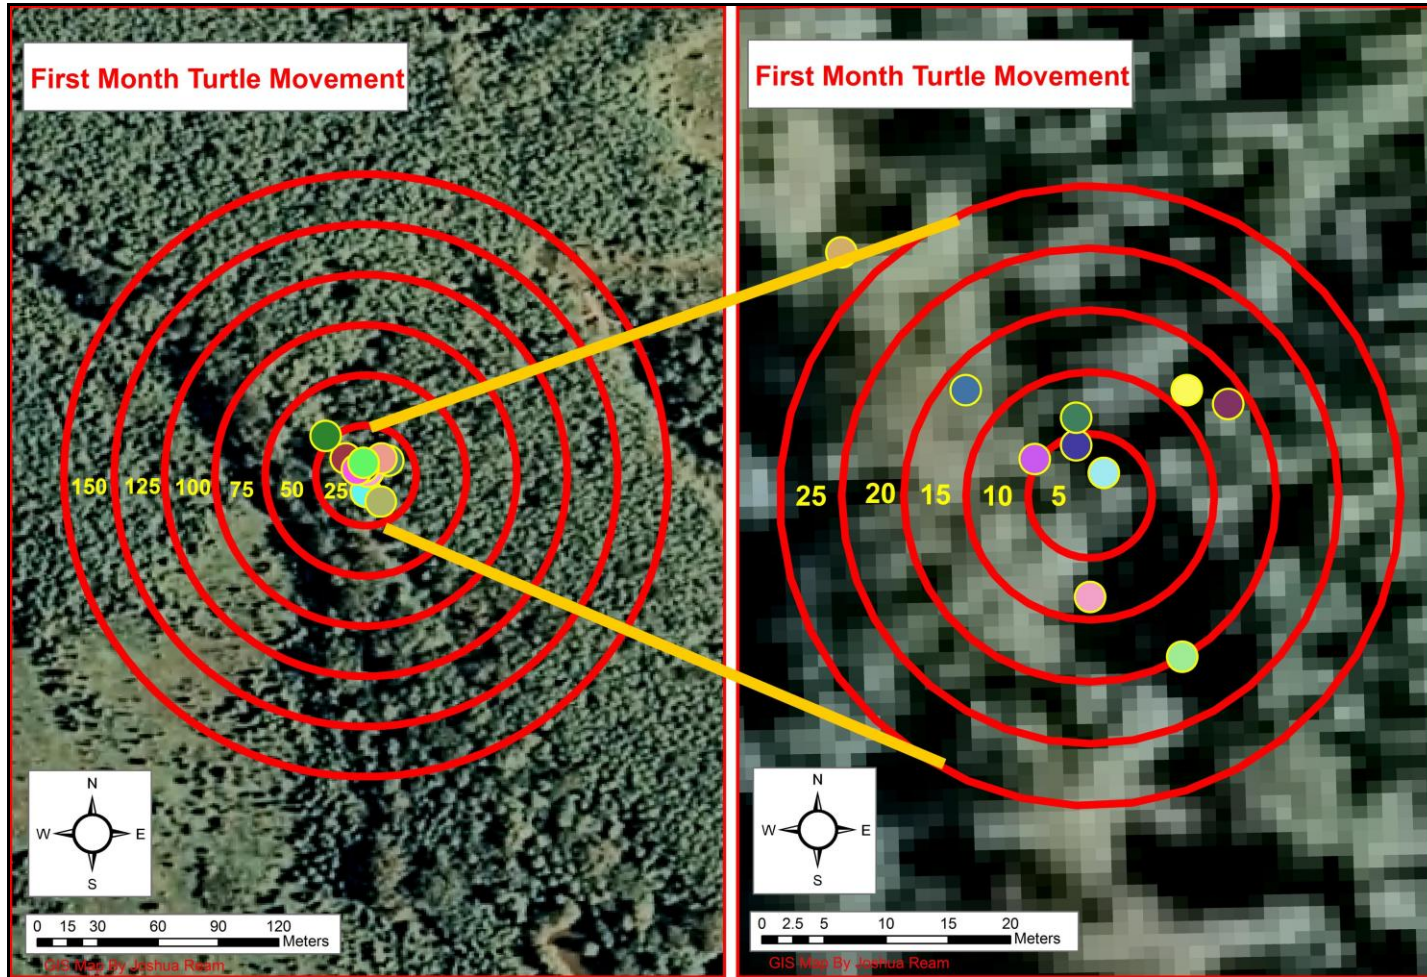 First Month Turtle Movement
150 125 100 75 50 25
N
W E
S
0 15 30 60 90 120
Meters
GIS Map By Joshua Ream
First Month Turtle Movement
25 20 15 10 5
N
W E
S
0 2.5 5 10 15 20
Meters
GIS Map By Joshua Ream